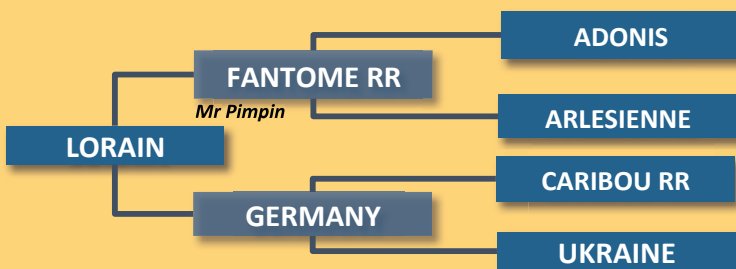 ADONIS
FANTOME RR
Mr Pimpin
ARLESIENNE
LORAIN
CARIBOU RR
GERMANY
UKRAINE